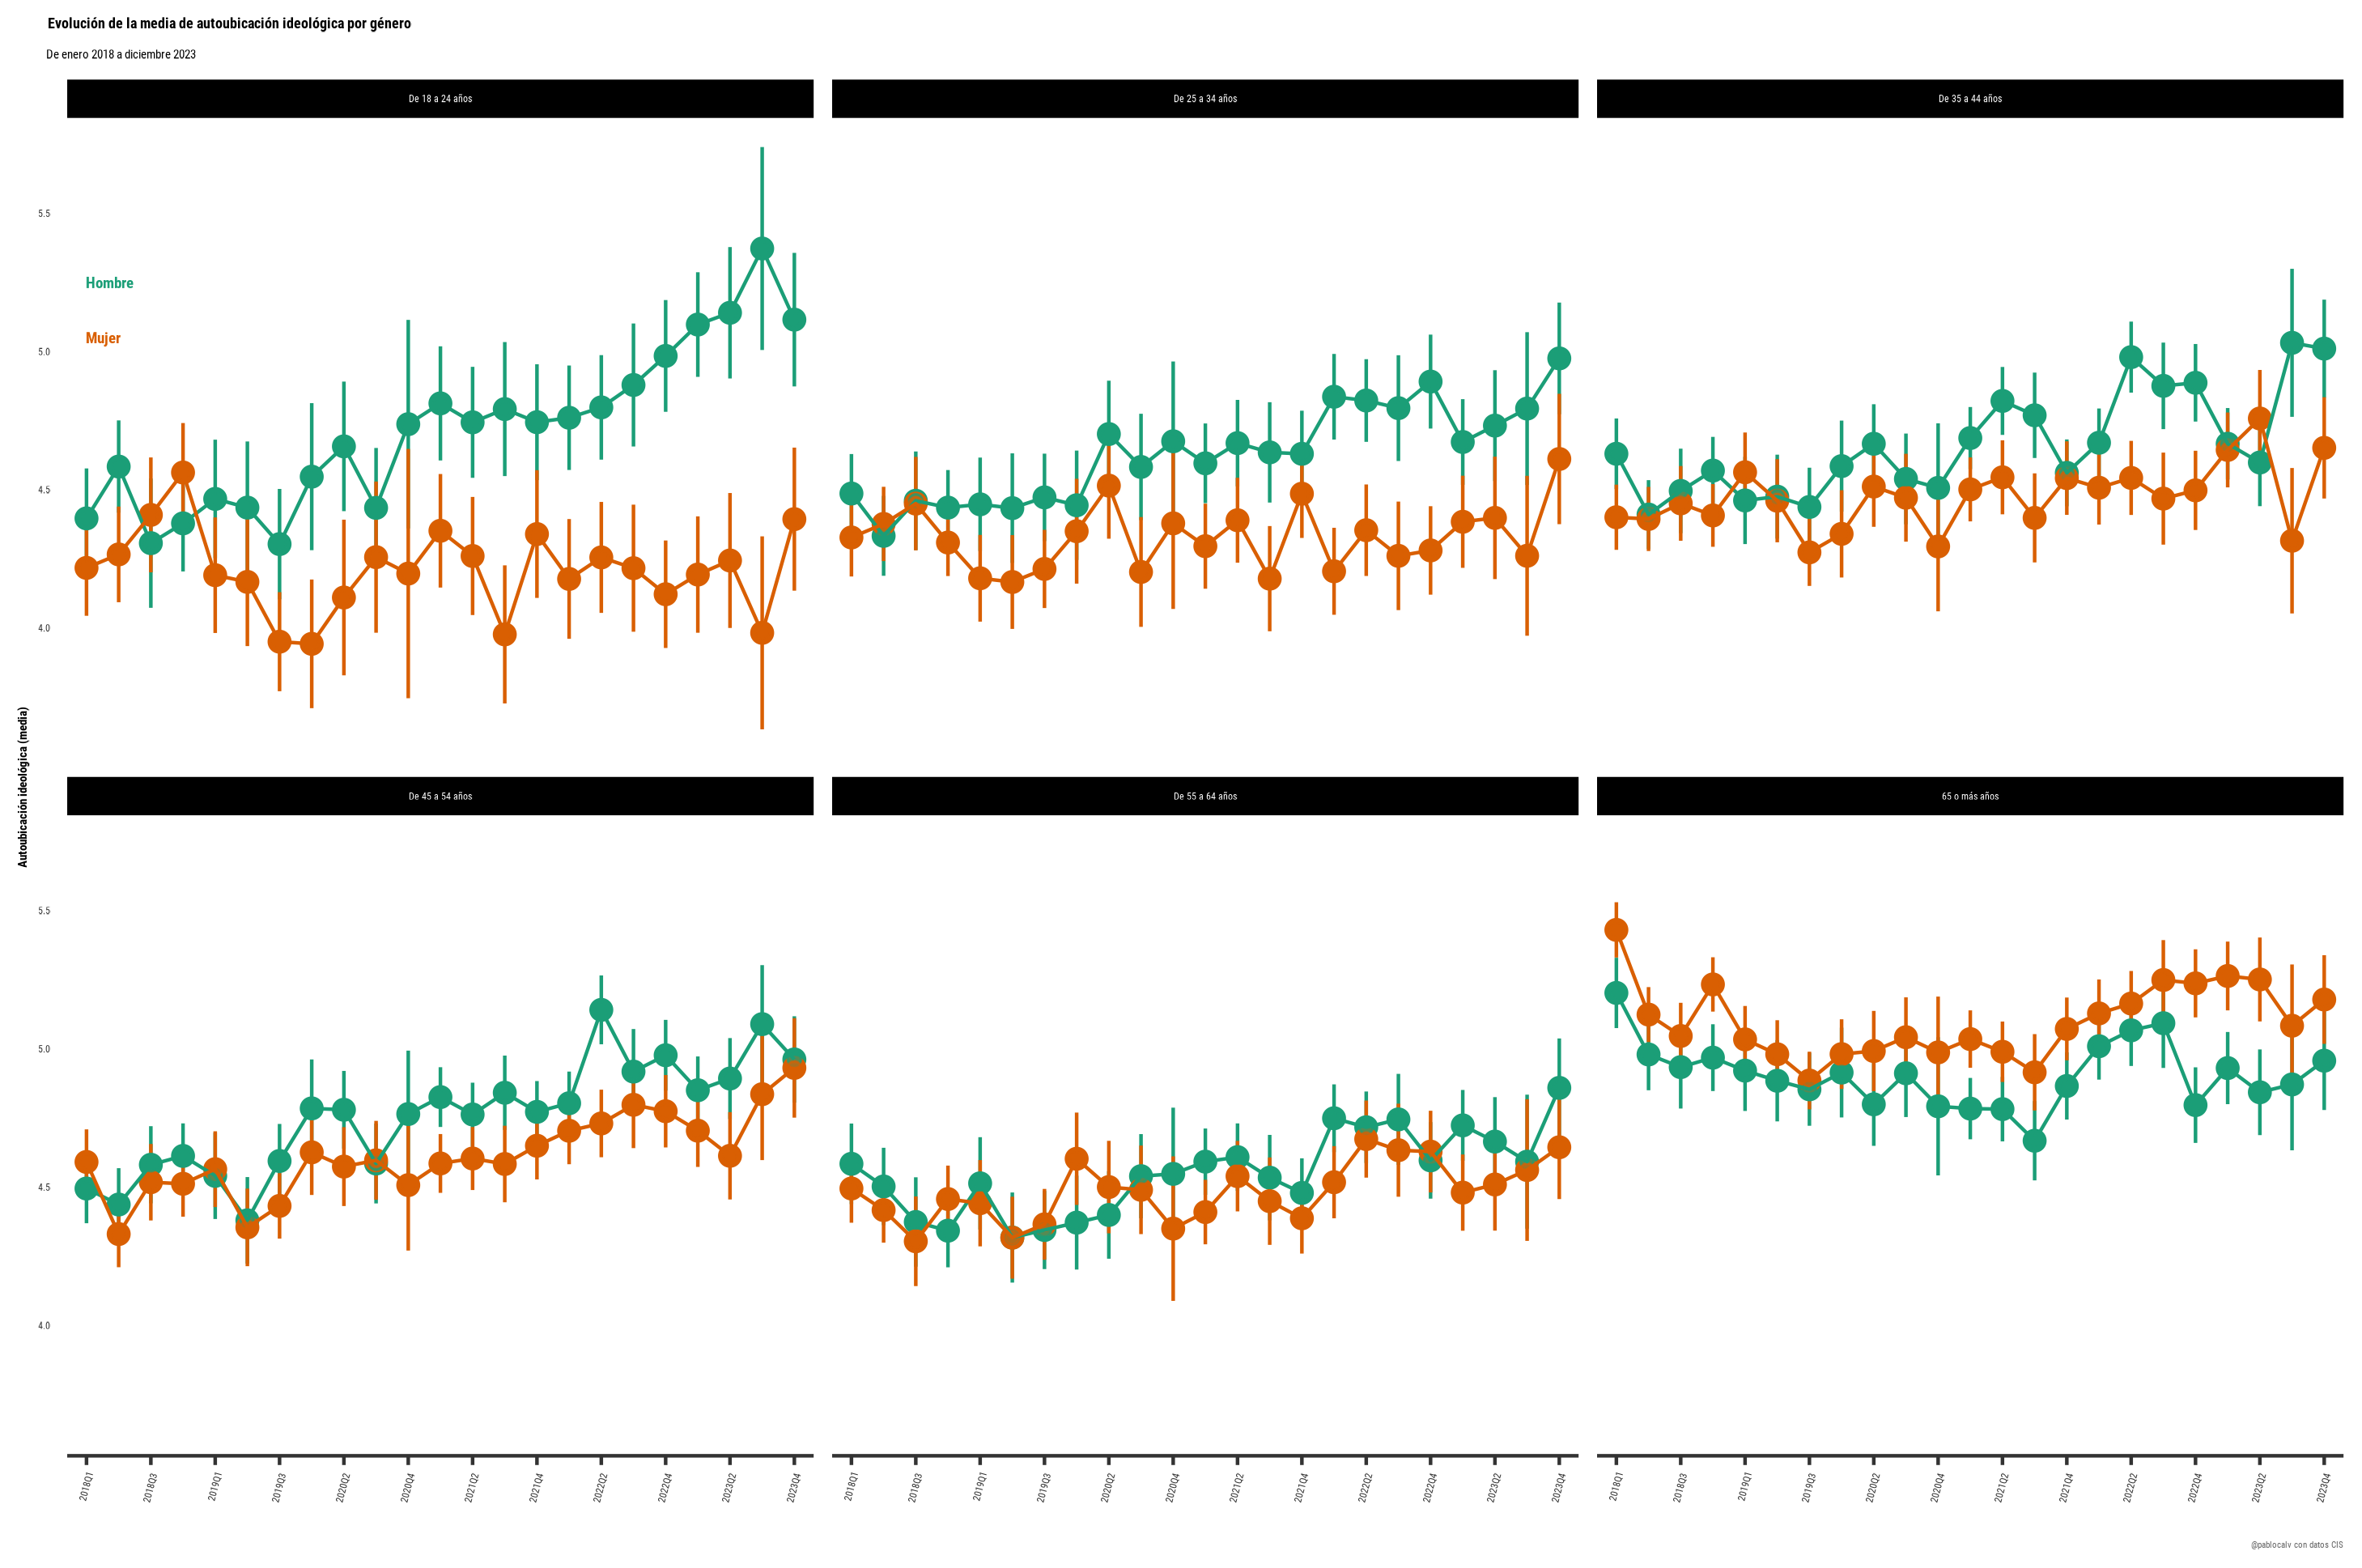 Evolución de la media de autoubicación ideológica por género
De enero 2018 a diciembre 2023
De 18 a 24 años
De 25 a 34 años
De 35 a 44 años
5.5
5.0
4.5
4.0
Hombre
Mujer
Autoubicación ideológica (media)
De 45 a 54 años
De 55 a 64 años
65 o más años
5.5
5.0
4.5
4.0
2018Q1 2018Q3 2019Q1 2019Q3 2020Q2 2020Q4 2021Q2 2021Q4 2022Q2 2022Q4 2023Q2 2023Q4
2018Q1 2018Q3 2019Q1 2019Q3 2020Q2 2020Q4 2021Q2 2021Q4 2022Q2 2022Q4 2023Q2 2023Q4
2018Q1 2018Q3 2019Q1 2019Q3 2020Q2 2020Q4 2021Q2 2021Q4 2022Q2 2022Q4 2023Q2 2023Q4
@pablocalv con datos CIS